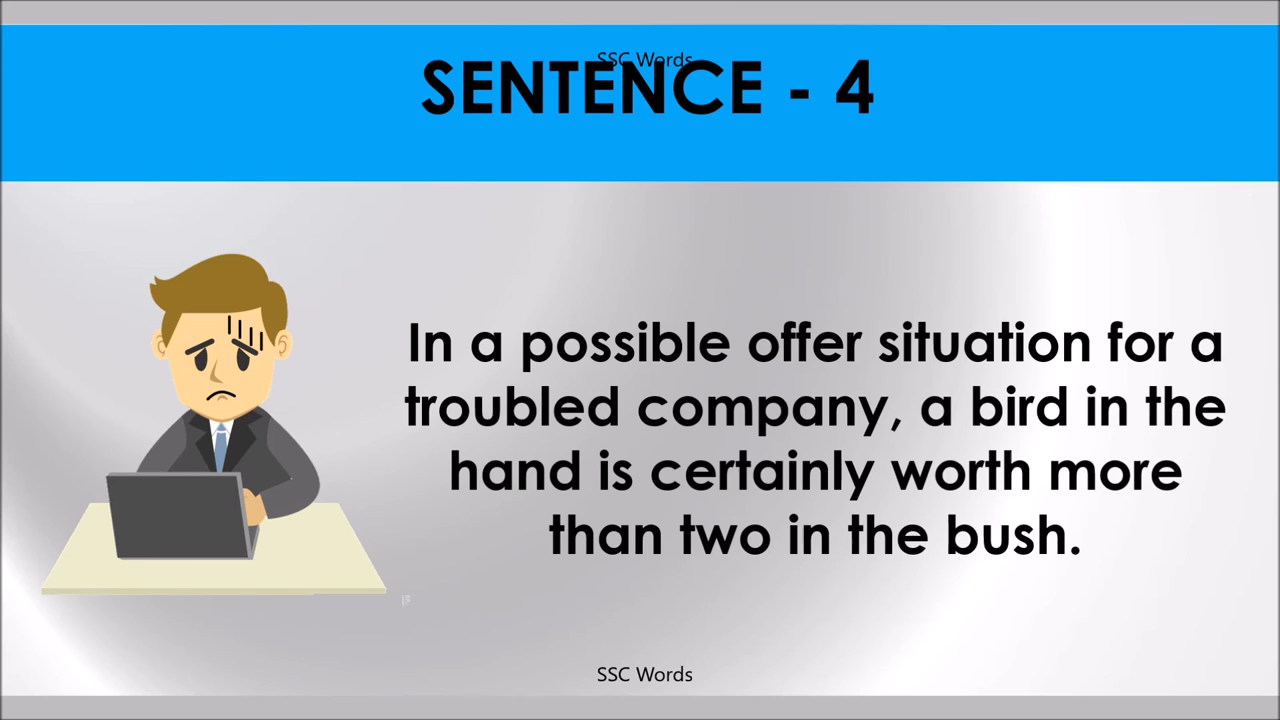 SSC Words
SENTENCE - 4
In a possible offer situation for a
troubled company, a bird in the
hand is certainly worth more
than two in the bush.
SSC Words